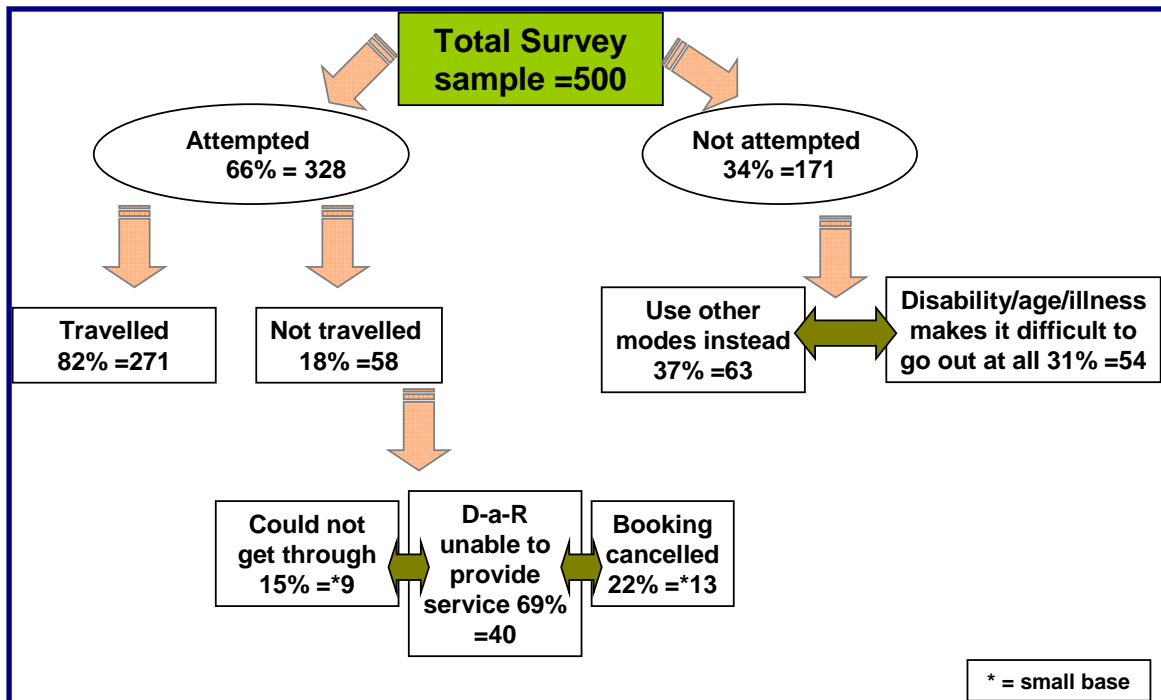 Total Survey
sample =500
Attempted
66% = 328
Not attempted
34% =171
Travelled
82% =271
Not travelled
18% =58
Use other
modes instead
37% =63
Disability/age/illness
makes it difficult to
go out at all 31% =54
Could not
get through
15% =*9
D-a-R
unable to
provide
service 69%
=40
Booking
cancelled
22% =*13
* = small base